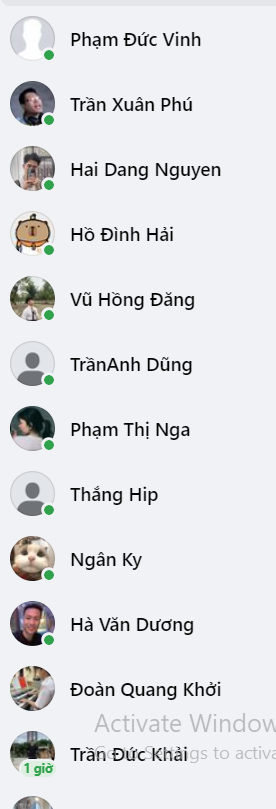 Phạm Đức Vinh
Trần Xuân Phú
Hai Dang Nguyen
Hồ Đình Hải
Vũ Hồng Đăng
TrầnAnh Dũng
Phạm Thị Nga
Thắng Hip
Ngân Ky
Hà Văn Dương
Đoàn Quang Khởi
Activate Window
Trần Đức Khải
Go to Settings to activa
1 giờ